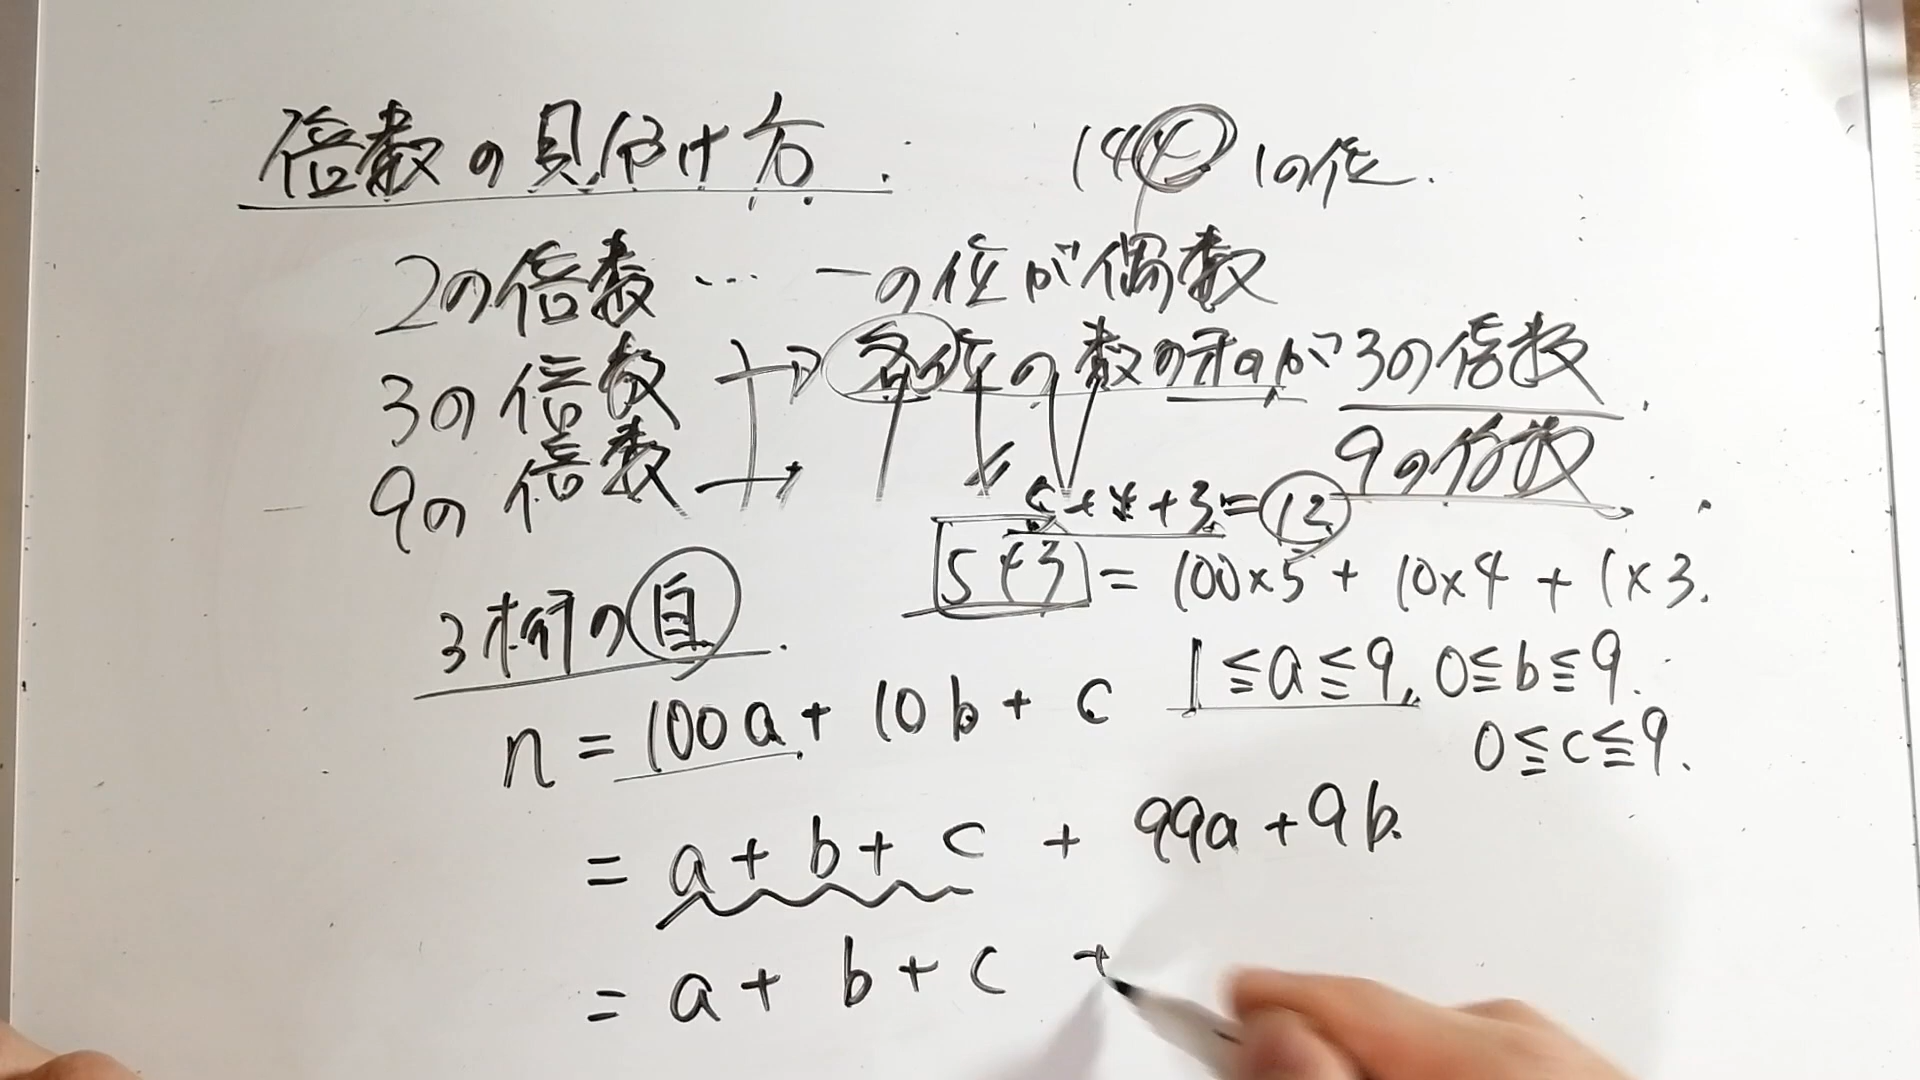 倍数の見分け方.
144 1の位.
2の倍数 … 一の位が偶数
3の倍数 → 各位の数の和が3の倍数.
9の倍数 → 9の倍数.
5+4+3=12
543 = 100×5 + 10×4 + 1×3.
3桁の自.
1≦a≦9, 0≦b≦9.
n = 100a + 10b + c
0≦c≦9.
= a + b + c + 99a + 9b.
= a + b + c +